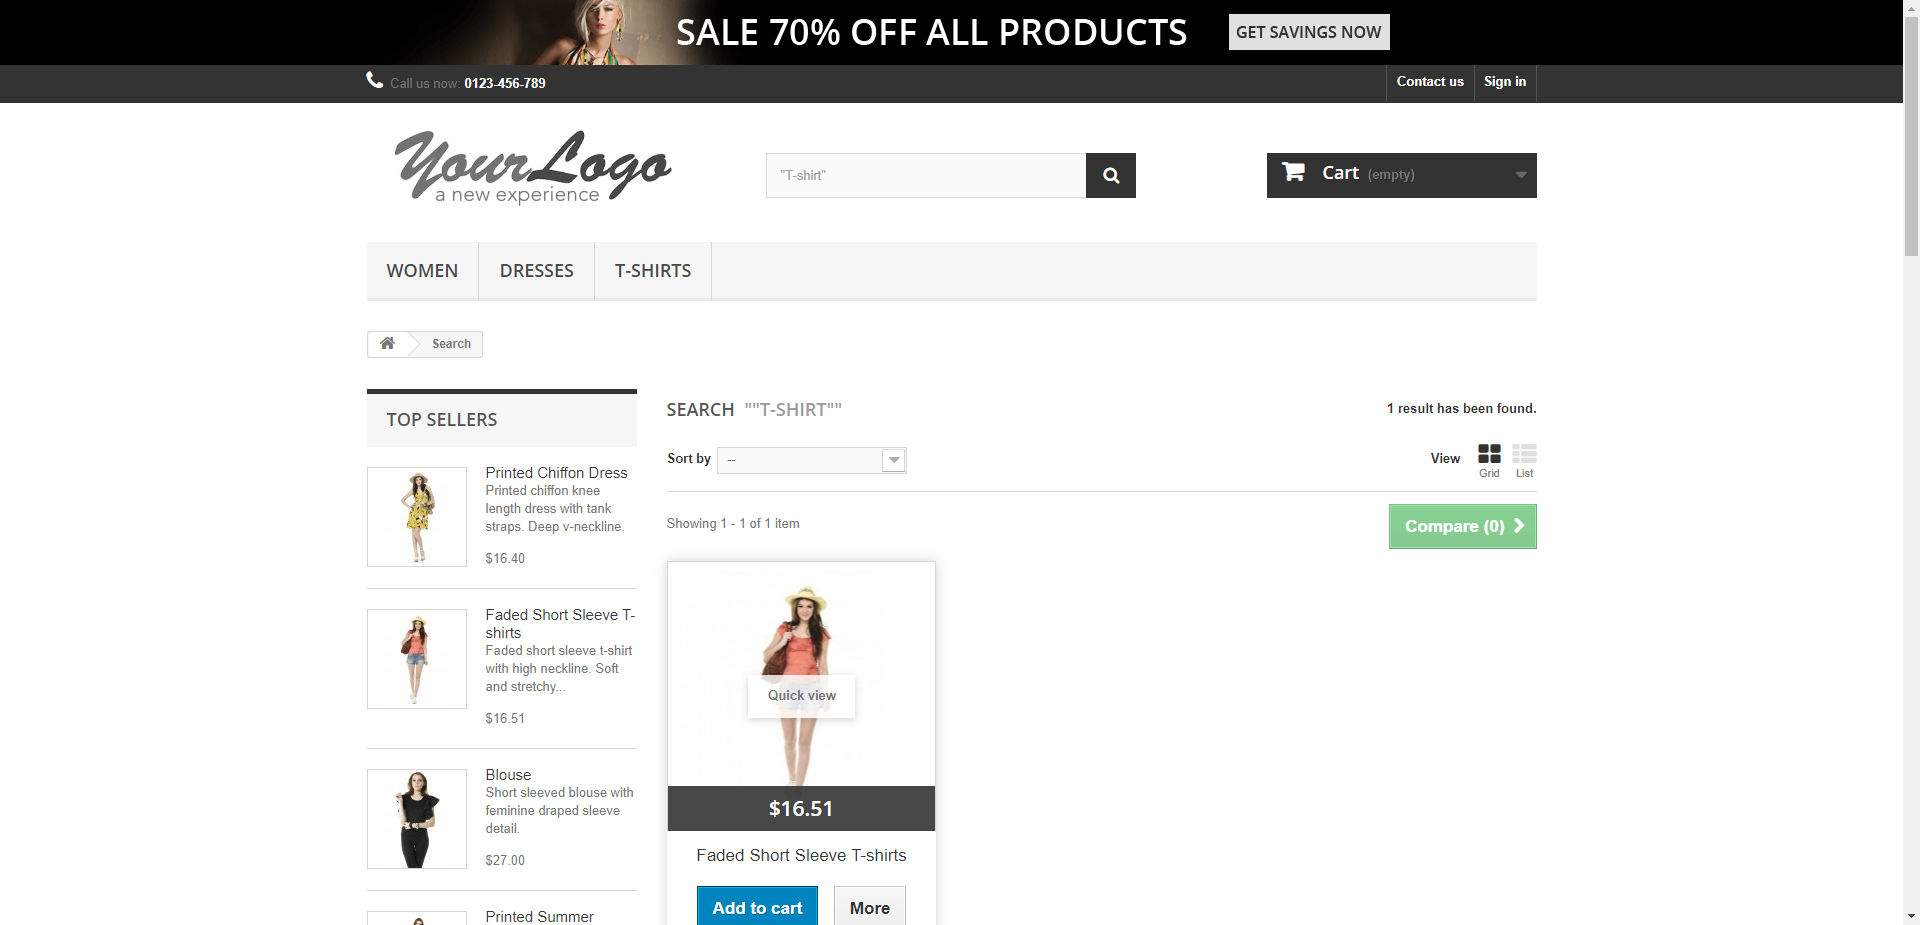 SALE 70% OFF ALL PRODUCTS
GET SAVINGS NOW
Call us now: 0123-456-789
Contact us
Sign in
YourLogo
a new experience
"T-shirt"
Cart (empty)
WOMEN
DRESSES
T-SHIRTS
Search
TOP SELLERS
Printed Chiffon Dress
Printed chiffon knee
length dress with tank
straps. Deep v-neckline.
$16.40
Faded Short Sleeve T-
shirts
Faded short sleeve t-shirt
with high neckline. Soft
and stretchy...
$16.51
Blouse
Short sleeved blouse with
feminine draped sleeve
detail.
$27.00
Printed Summer
SEARCH ""T-SHIRT""
1 result has been found.
Sort by
--
View
Grid
List
Showing 1 - 1 of 1 item
Compare (0)
Quick view
$16.51
Faded Short Sleeve T-shirts
Add to cart
More